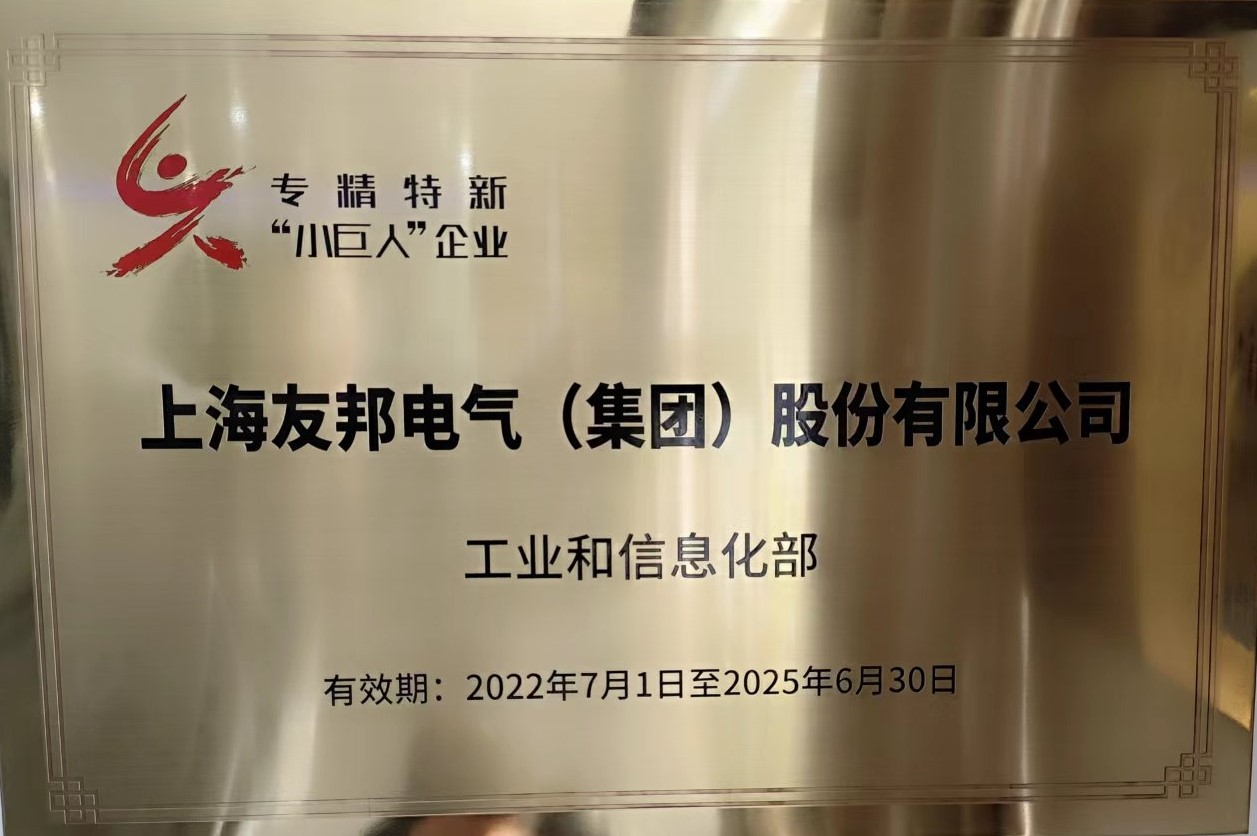 专精特新
“小巨人”企业
上海友邦电气（集团）股份有限公司
工业和信息化部
有效期：2022年7月1日至2025年6月30日